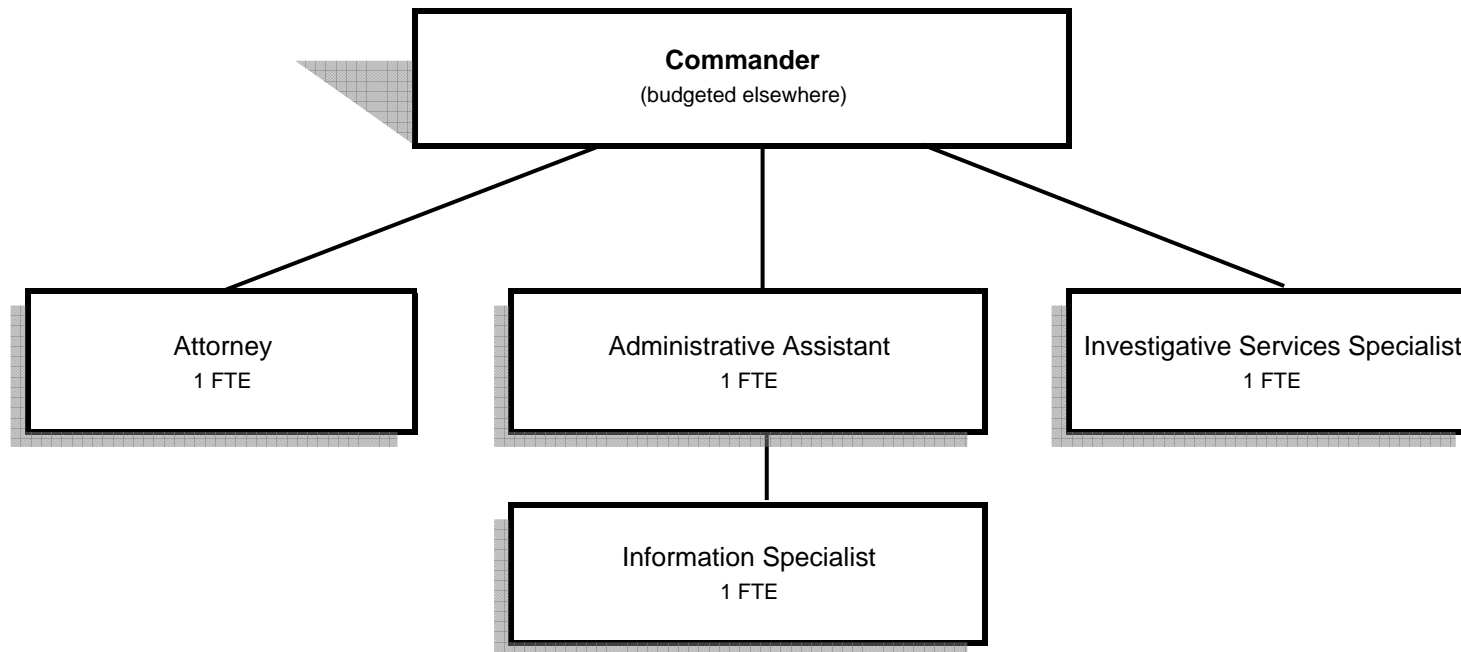 Commander
(budgeted elsewhere)
Attorney
1 FTE
Administrative Assistant
1 FTE
Investigative Services Specialist
1 FTE
Information Specialist
1 FTE